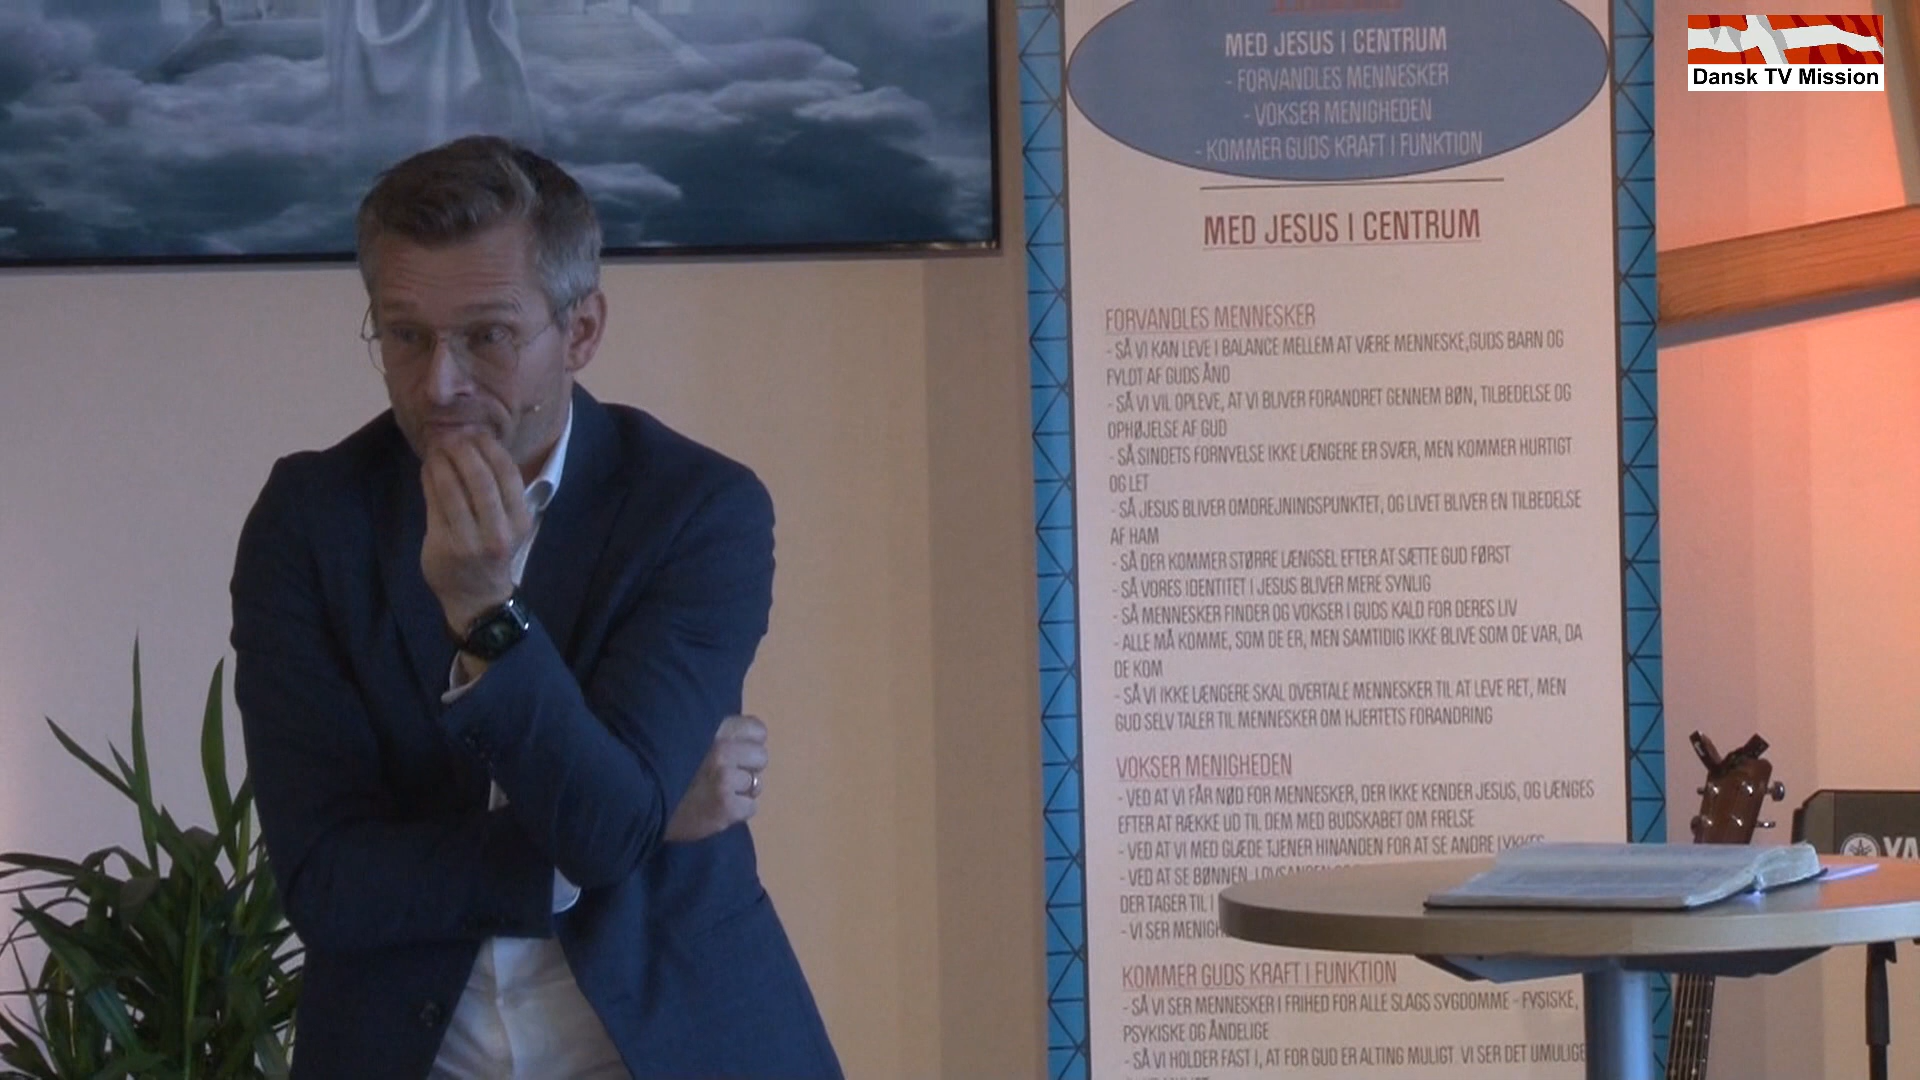 Dansk TV Mission
MED JESUS I CENTRUM
- FORVANDLES MENNESKER
- VOKSER MENIGHEDEN
- KOMMER GUDS KRAFT I FUNKTION
MED JESUS I CENTRUM
FORVANDLES MENNESKER
- SÅ VI KAN LEVE I BALANCE MELLEM AT VÆRE MENNESKE,GUDS BARN OG
FYLDT AF GUDS ÅND
- SÅ VI VIL OPLEVE, AT VI BLIVER FORANDRET GENNEM BØN, TILBEDELSE OG
OPHØJELSE AF GUD
- SÅ SINDETS FORNYELSE IKKE LÆNGERE ER SVÆR, MEN KOMMER HURTIGT
OG LET
- SÅ JESUS BLIVER OMDREJNINGSPUNKTET, OG LIVET BLIVER EN TILBEDELSE
AF HAM
- SÅ DER KOMMER STØRRE LÆNGSEL EFTER AT SÆTTE GUD FØRST
- SÅ VORES IDENTITET I JESUS BLIVER MERE SYNLIG
- SÅ MENNESKER FINDER OG VOKSER I GUDS KALD FOR DERES LIV
- ALLE MÅ KOMME, SOM DE ER, MEN SAMTIDIG IKKE BLIVE SOM DE VAR, DA
DE KOM
- SÅ VI IKKE LÆNGERE SKAL OVERTALE MENNESKER TIL AT LEVE RET, MEN
GUD SELV TALER TIL MENNESKER OM HJERTETS FORANDRING
VOKSER MENIGHEDEN
- VED AT VI FÅR NØD FOR MENNESKER, DER IKKE KENDER JESUS, OG LÆNGES
EFTER AT RÆKKE UD TIL DEM MED BUDSKABET OM FRELSE
- VED AT VI MED GLÆDE TJENER HINANDEN FOR AT SE ANDRE
- VED AT SE BØNNEN,
DER TAGER TIL I
- VI SER
KOMMER GUDS KRAFT I FUNKTION
- SÅ VI SER MENNESKER I FRIHED FOR ALLE SLAGS SYGDOMME - FYSISKE,
PSYKISKE OG ÅNDELIGE
- SÅ VI HOLDER FAST I, AT FOR GUD ER ALTING MULIGT. VI SER DET UMULIGE
YA